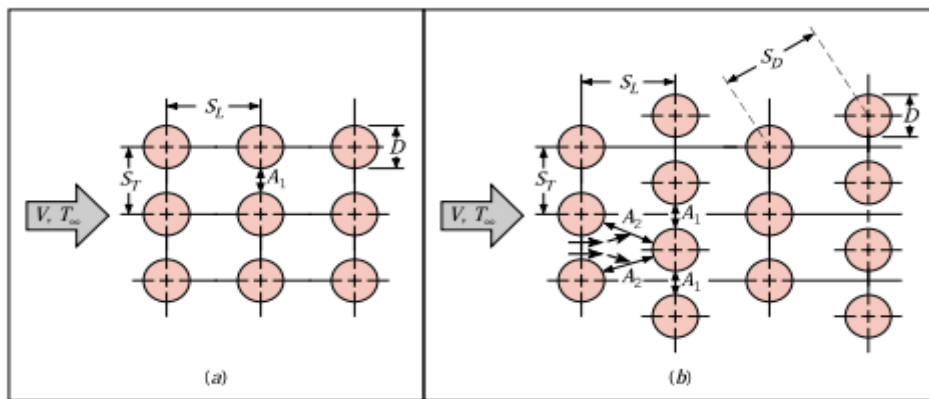 S_L
S_T
D
A_1
V, T_∞
(a)
S_D
S_L
D
S_T
A_2
A_1
V, T_∞
A_2
A_1
(b)